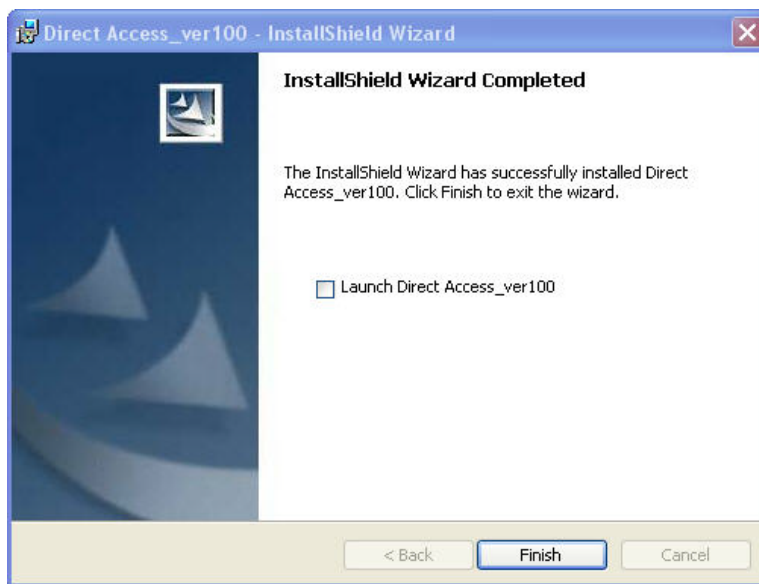 Direct Access_ver100 - InstallShield Wizard
InstallShield Wizard Completed
The InstallShield Wizard has successfully installed Direct
Access_ver100. Click Finish to exit the wizard.
Launch Direct Access_ver100
< Back
Finish
Cancel